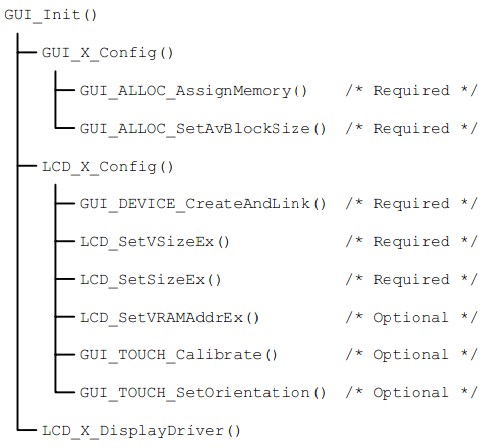 GUI_Init()
GUI_X_Config()
GUI_ALLOC_AssignMemory() /* Required */
GUI_ALLOC_SetAvBlockSize() /* Required */
LCD_X_Config()
GUI_DEVICE_CreateAndLink() /* Required */
LCD_SetVSizeEx() /* Required */
LCD_SetSizeEx() /* Required */
LCD_SetVRAMAddrEx() /* Optional */
GUI_TOUCH_Calibrate() /* Optional */
GUI_TOUCH_SetOrientation() /* Optional */
LCD_X_DisplayDriver()